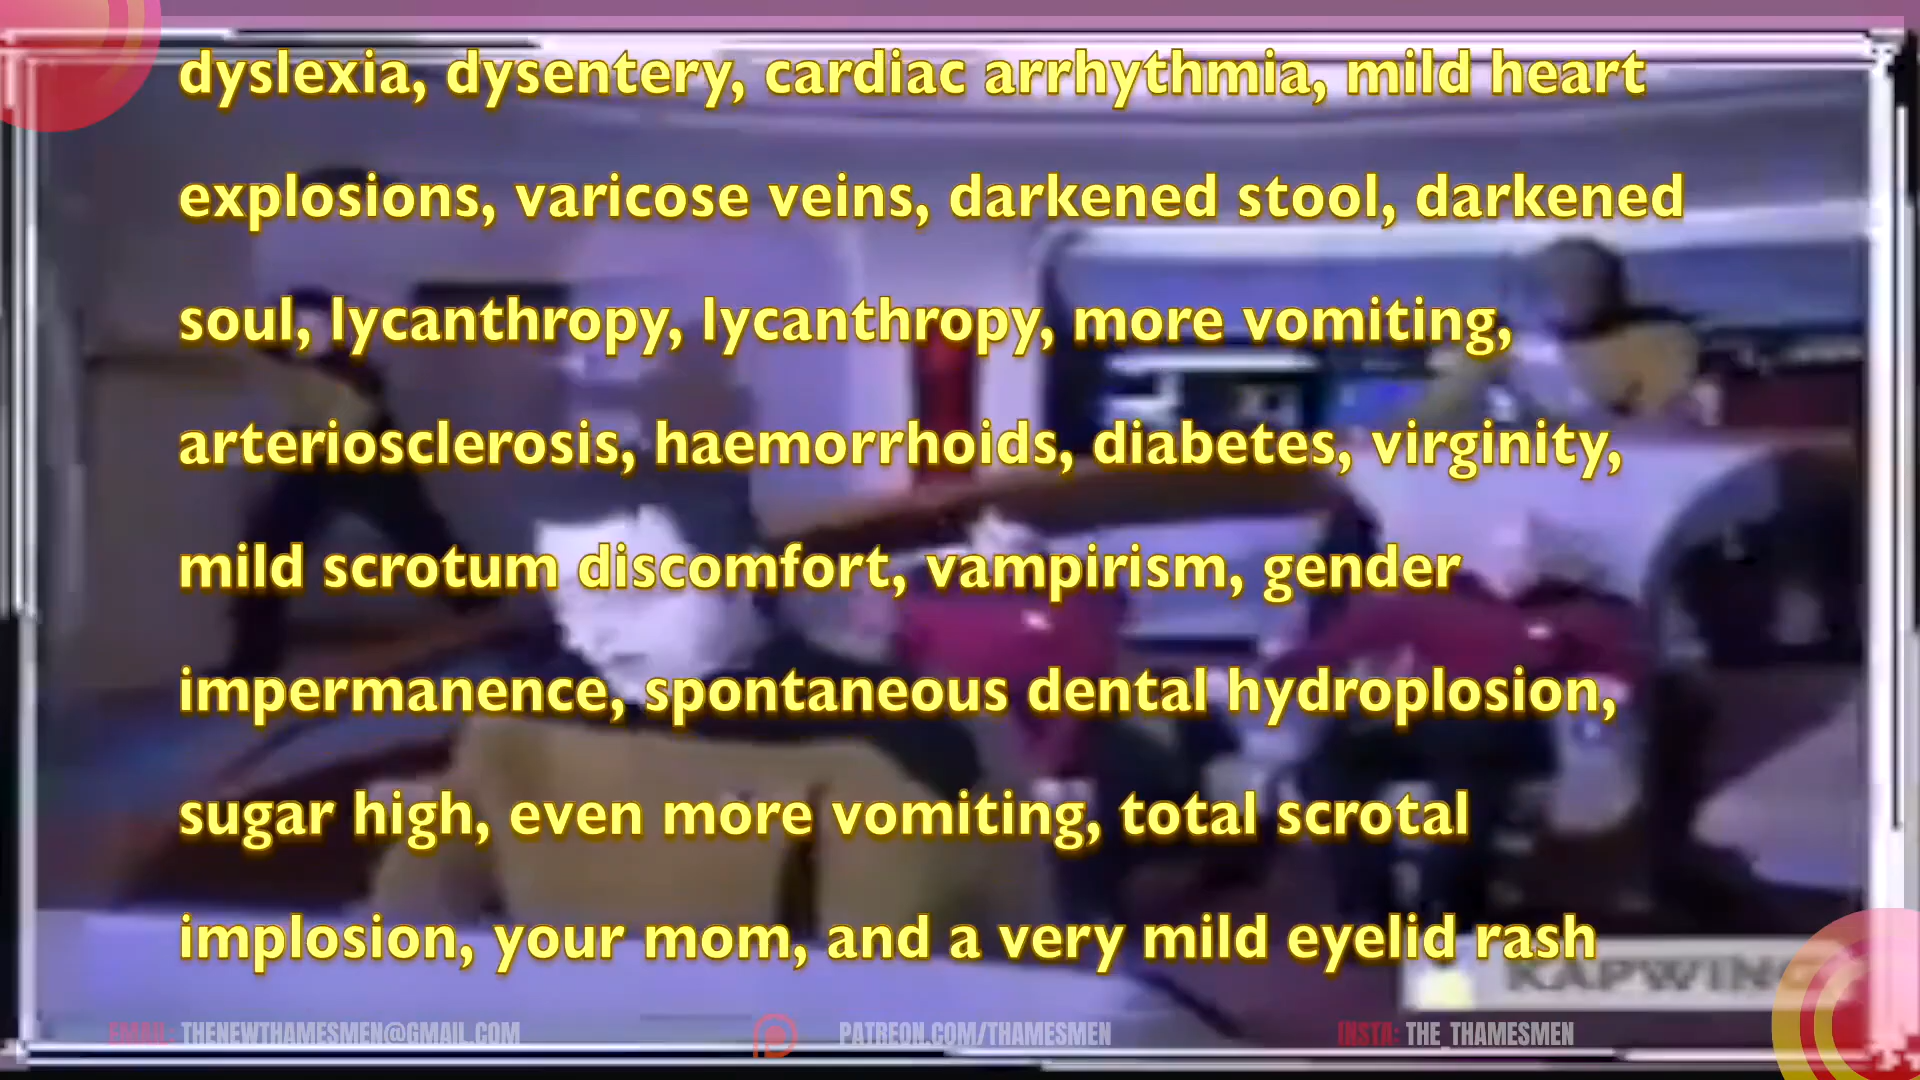 dyslexia, dysentery, cardiac arrhythmia, mild heart
explosions, varicose veins, darkened stool, darkened
soul, lycanthropy, lycanthropy, more vomiting,
arteriosclerosis, haemorrhoids, diabetes, virginity,
mild scrotum discomfort, vampirism, gender
impermanence, spontaneous dental hydroplosion,
sugar high, even more vomiting, total scrotal
implosion, your mom, and a very mild eyelid rash
KAPWING
EMAIL: THENEWTHAMESMEN@GMAIL.COM PATREON.COM/THAMESMEN INSTA: THE_THAMESMEN